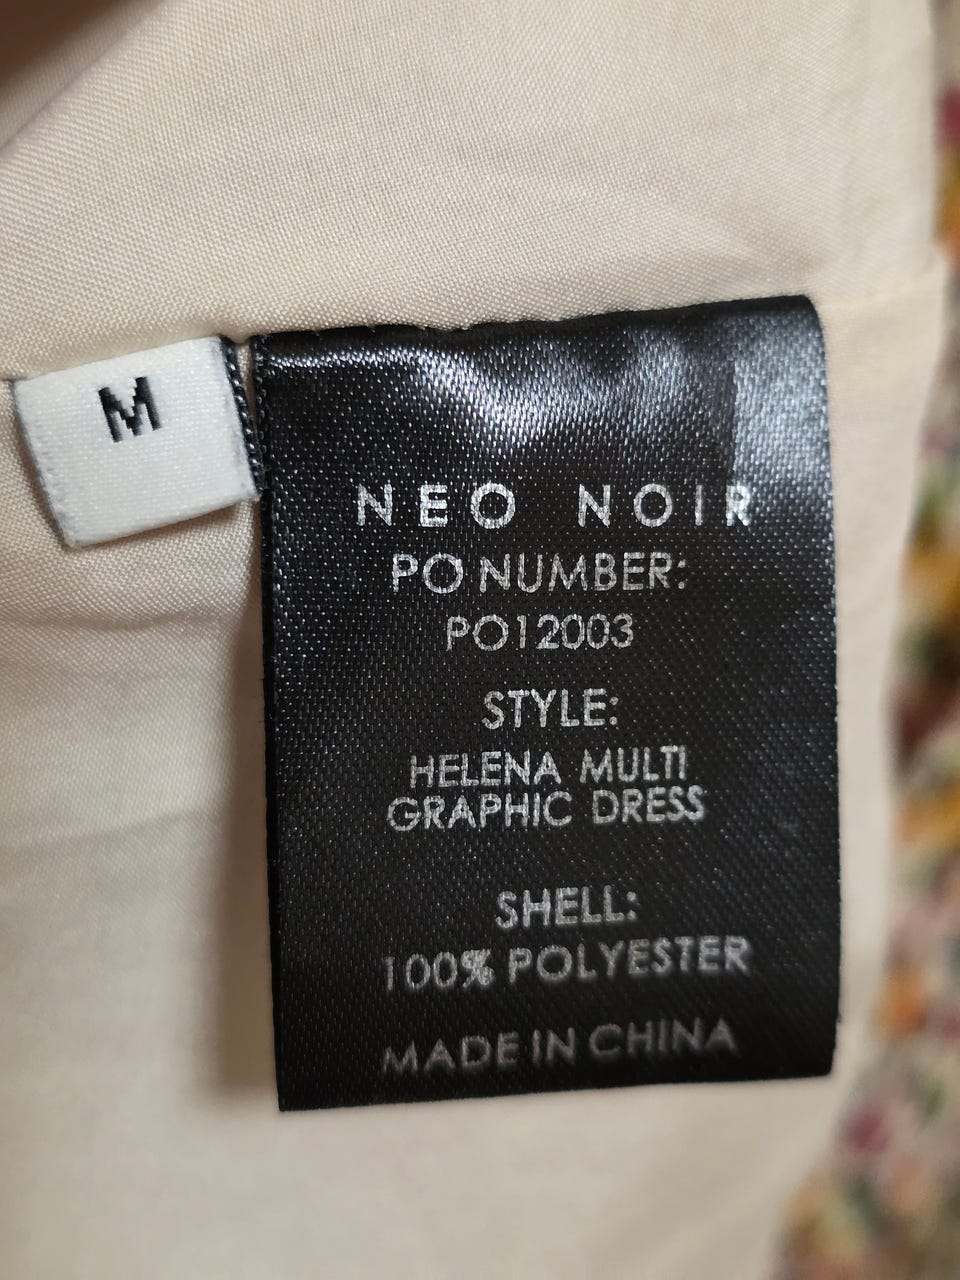 M
NEO NOIR
PO NUMBER:
PO12003
STYLE:
HELENA MULTI
GRAPHIC DRESS
SHELL:
100% POLYESTER
MADE IN CHINA